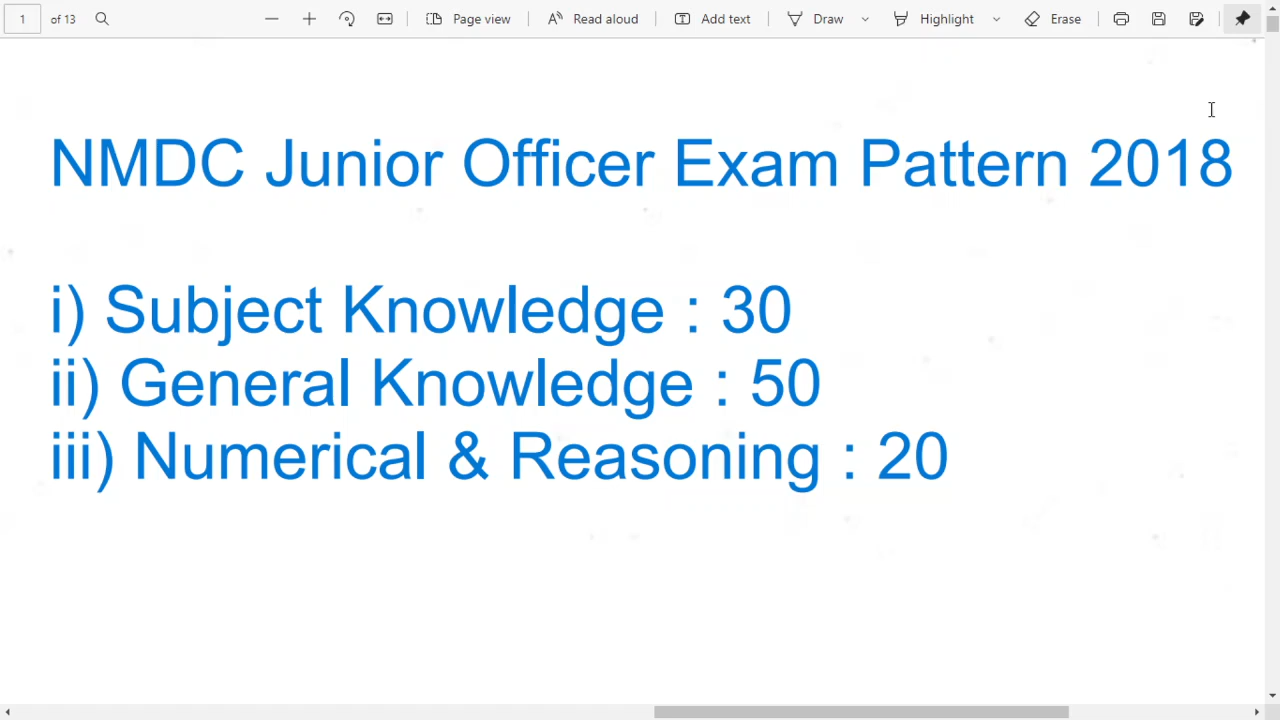 1 of 13 Page view Read aloud Add text Draw Highlight Erase
NMDC Junior Officer Exam Pattern 2018
i) Subject Knowledge : 30
ii) General Knowledge : 50
iii) Numerical & Reasoning : 20